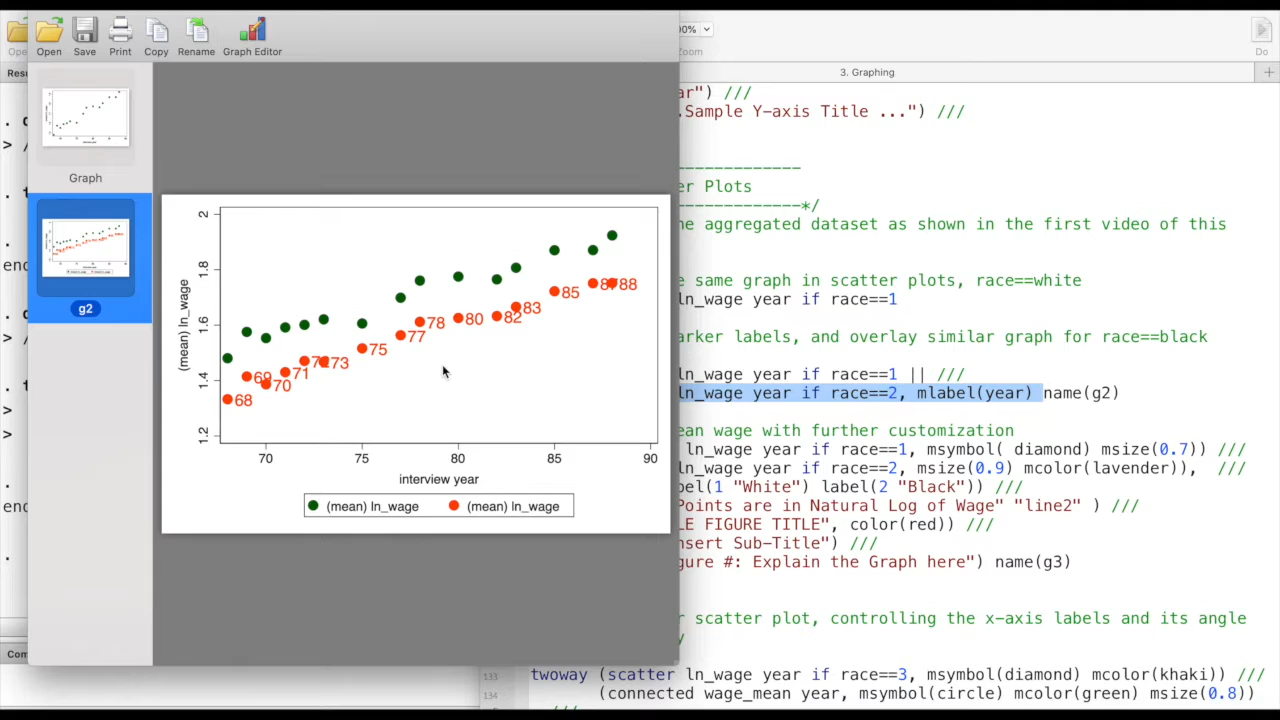 Open Save Print Copy Rename Graph Editor
Graph
g2
2
1.8
1.6
1.4
1.2
(mean) ln_wage
68
69
70
71
73
75
77
78
80
82
83
85
88
70 75 80 85 90
interview year
(mean) ln_wage (mean) ln_wage
Zoom
Do
3. Graphing
ar") ///
.Sample Y-axis Title ...") ///
er Plots
-----------*/
ne aggregated dataset as shown in the first video of this
e same graph in scatter plots, race==white
ln_wage year if race==1
arker labels, and overlay similar graph for race==black
ln_wage year if race==1 || ///
ln_wage year if race==2, mlabel(year) name(g2)
ean wage with further customization
ln_wage year if race==1, msymbol( diamond) msize(0.7)) ///
ln_wage year if race==2, msize(0.9) mcolor(lavender)), ///
bel(1 "White") label(2 "Black")) ///
Points are in Natural Log of Wage" "line2" ) ///
LE FIGURE TITLE", color(red)) ///
nsert Sub-Title") ///
gure #: Explain the Graph here") name(g3)
r scatter plot, controlling the x-axis labels and its angle
y
133 twoway (scatter ln_wage year if race==3, msymbol(diamond) mcolor(khaki)) ///
134 (connected wage_mean year, msymbol(circle) mcolor(green) msize(0.8))
///